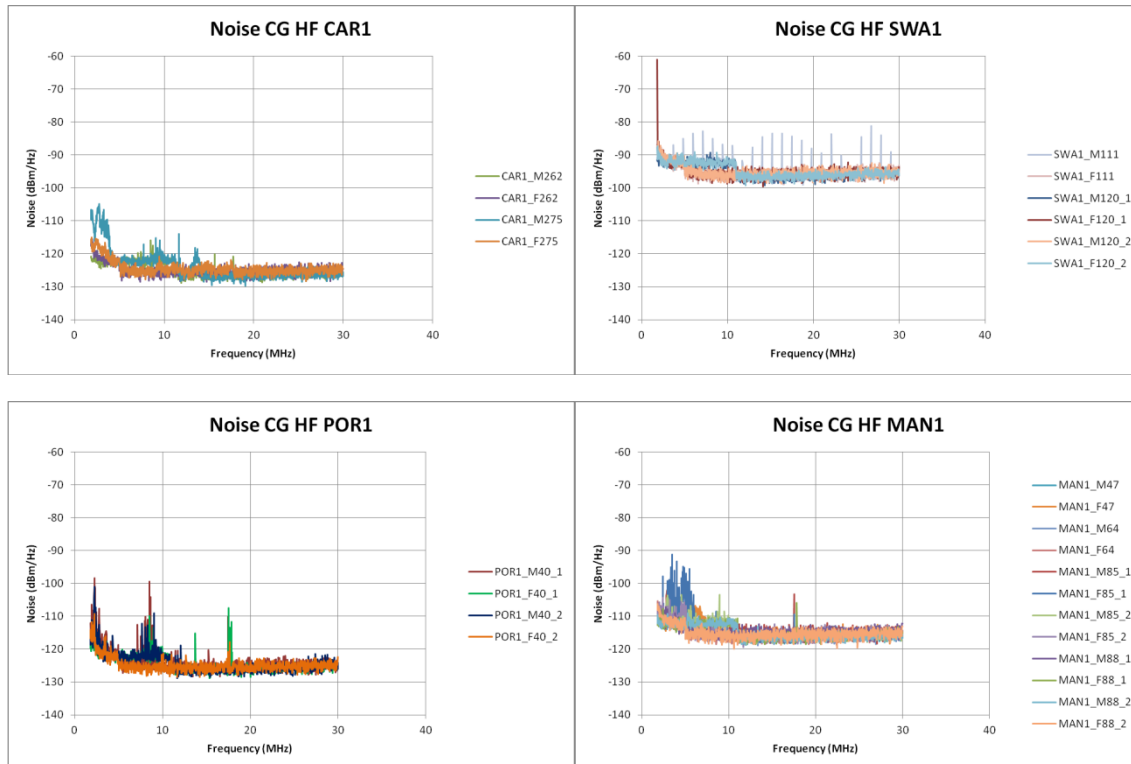 Noise CG HF CAR1
-60
-70
-80
-90
-100
-110
-120
-130
-140
Noise (dBm/Hz)
0 10 20 30 40
Frequency (MHz)
CAR1_M262
CAR1_F262
CAR1_M275
CAR1_F275
Noise CG HF SWA1
-60
-70
-80
-90
-100
-110
-120
-130
-140
Noise (dBm/Hz)
0 10 20 30 40
Frequency (MHz)
SWA1_M111
SWA1_F111
SWA1_M120_1
SWA1_F120_1
SWA1_M120_2
SWA1_F120_2
Noise CG HF POR1
-60
-70
-80
-90
-100
-110
-120
-130
-140
Noise (dBm/Hz)
0 10 20 30 40
Frequency (MHz)
POR1_M40_1
POR1_F40_1
POR1_M40_2
POR1_F40_2
Noise CG HF MAN1
-60
-70
-80
-90
-100
-110
-120
-130
-140
Noise (dBm/Hz)
0 10 20 30 40
Frequency (MHz)
MAN1_M47
MAN1_F47
MAN1_M64
MAN1_F64
MAN1_M85_1
MAN1_F85_1
MAN1_M85_2
MAN1_F85_2
MAN1_M88_1
MAN1_F88_1
MAN1_M88_2
MAN1_F88_2